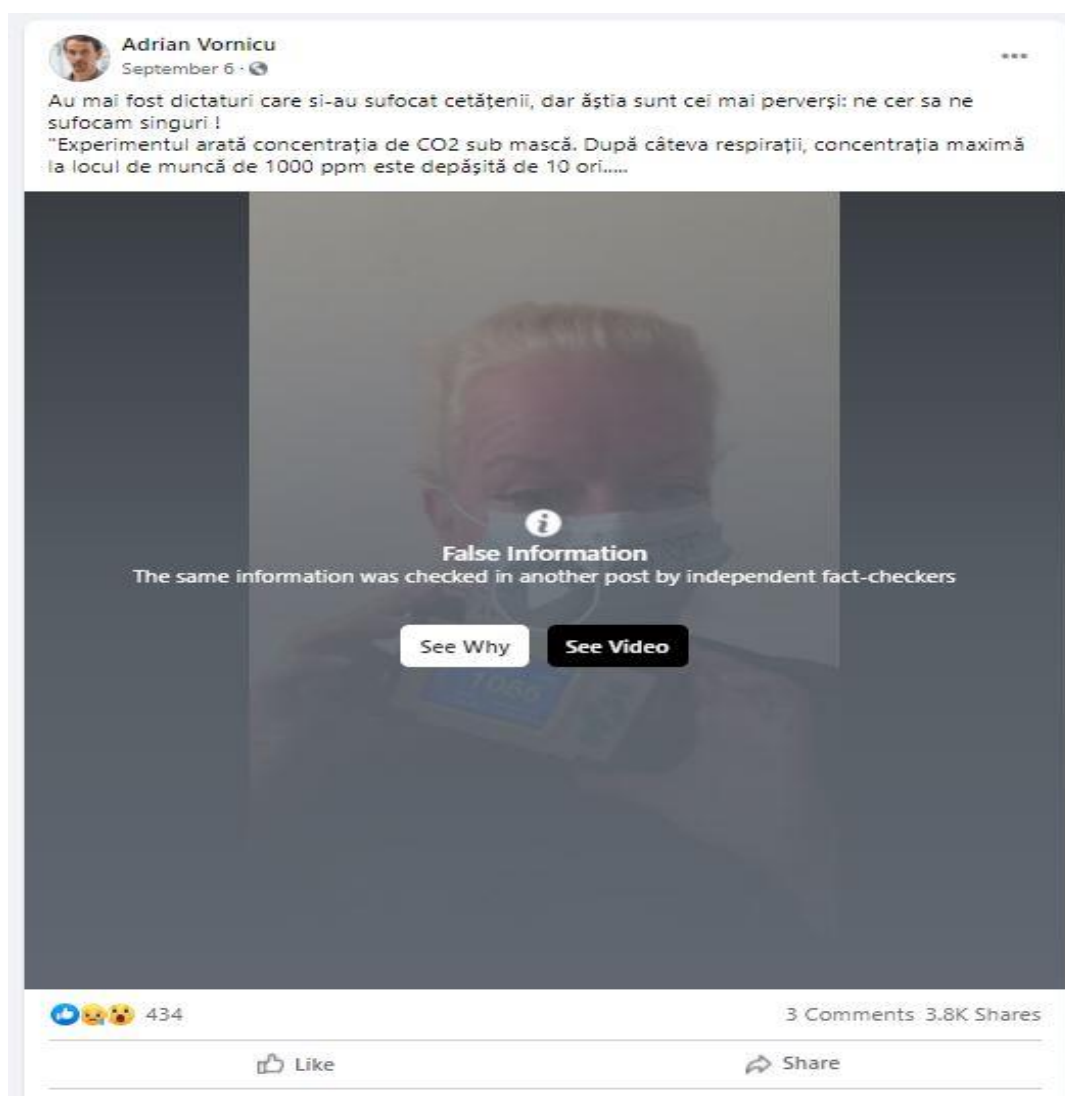 Adrian Vornicu
September 6
Au mai fost dictaturi care si-au sufocat cetățenii, dar ăștia sunt cei mai perverși: ne cer sa ne
sufocam singuri !
"Experimentul arată concentrația de CO2 sub mască. După câteva respirații, concentrația maximă
la locul de muncă de 1000 ppm este depășită de 10 ori.....
False Information
The same information was checked in another post by independent fact-checkers
See Why See Video
1066
434 3 Comments 3.8K Shares
Like Share